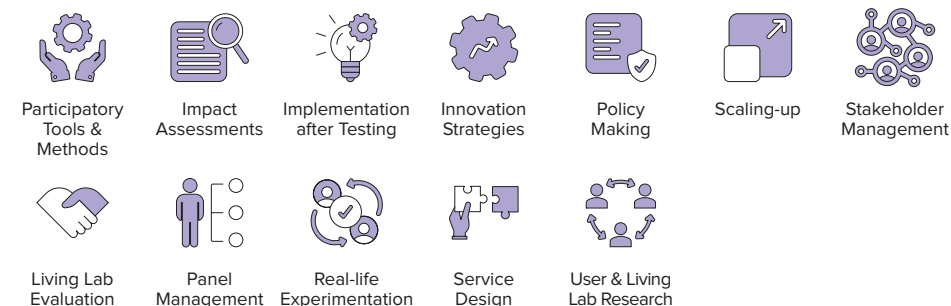 Participatory
Tools &
Methods
Impact
Assessments
Implementation
after Testing
Innovation
Strategies
Policy
Making
Scaling-up
Stakeholder
Management
Living Lab
Evaluation
Panel
Management
Real-life
Experimentation
Service
Design
User & Living
Lab Research